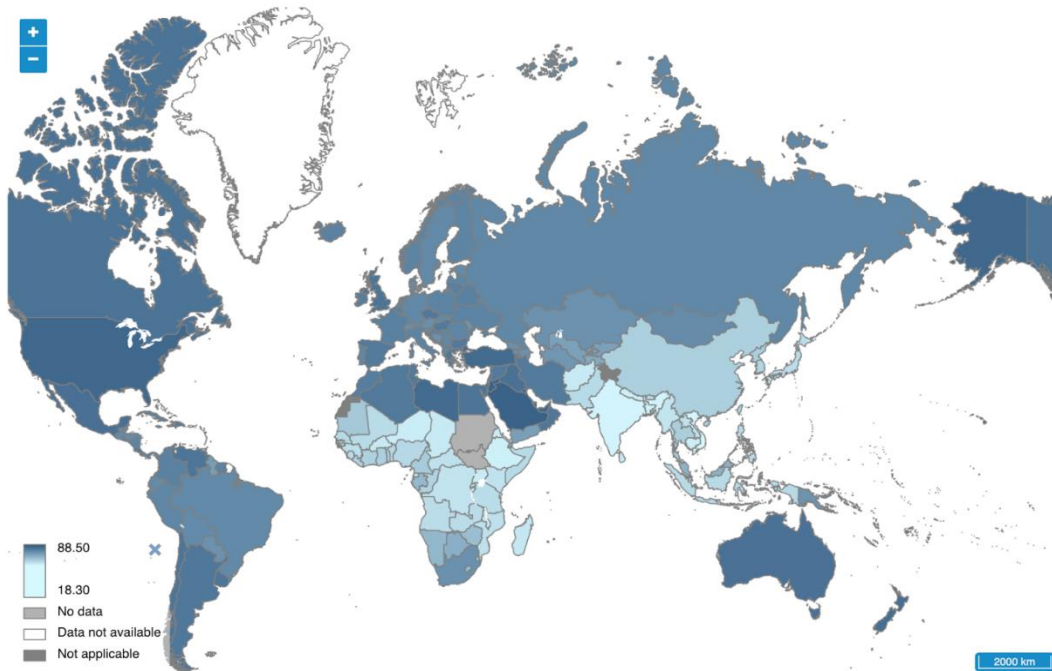 +
−
88.50
18.30
No data
Data not available
Not applicable
2000 km